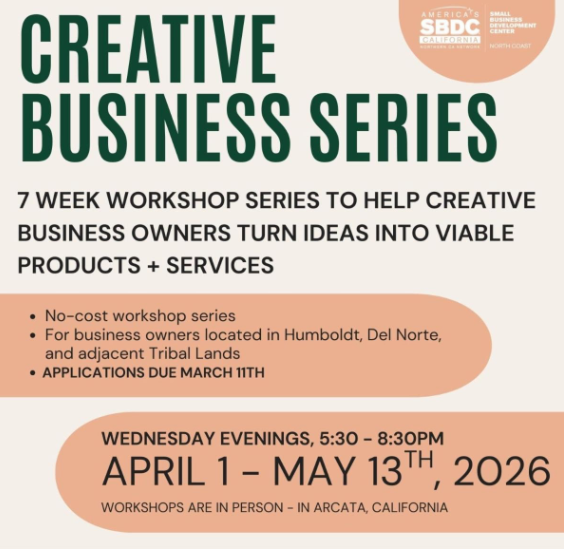 AMERICA'S
SBDC
CALIFORNIA
SMALL
BUSINESS
DEVELOPMENT
CENTER
NORTH COAST
CREATIVE
BUSINESS SERIES
7 WEEK WORKSHOP SERIES TO HELP CREATIVE
BUSINESS OWNERS TURN IDEAS INTO VIABLE
PRODUCTS + SERVICES
• No-cost workshop series
• For business owners located in Humboldt, Del Norte,
and adjacent Tribal Lands
• APPLICATIONS DUE MARCH 11TH
WEDNESDAY EVENINGS, 5:30 - 8:30PM
APRIL 1 - MAY 13TH, 2026
WORKSHOPS ARE IN PERSON - IN ARCATA, CALIFORNIA